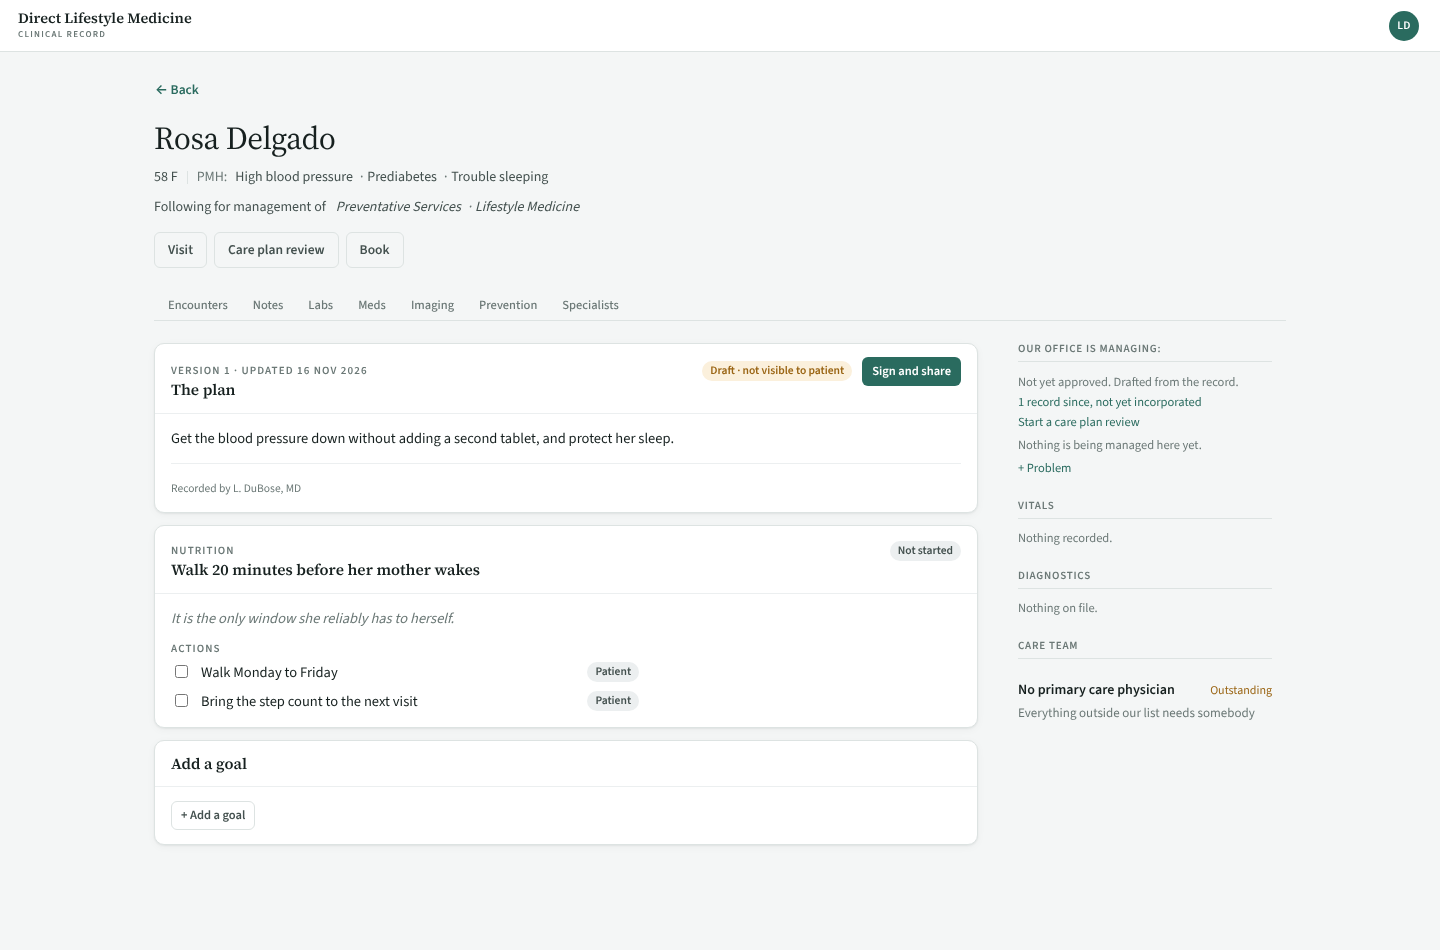 Direct Lifestyle Medicine
CLINICAL RECORD
LD
← Back
Rosa Delgado
58 F | PMH: High blood pressure · Prediabetes · Trouble sleeping
Following for management of Preventative Services · Lifestyle Medicine
Visit
Care plan review
Book
Encounters Notes Labs Meds Imaging Prevention Specialists
VERSION 1 · UPDATED 16 NOV 2026
The plan
Draft · not visible to patient
Sign and share
Get the blood pressure down without adding a second tablet, and protect her sleep.
Recorded by L. DuBose, MD
NUTRITION
Walk 20 minutes before her mother wakes
Not started
It is the only window she reliably has to herself.
ACTIONS
Walk Monday to Friday Patient
Bring the step count to the next visit Patient
Add a goal
+ Add a goal
OUR OFFICE IS MANAGING:
Not yet approved. Drafted from the record.
1 record since, not yet incorporated
Start a care plan review
Nothing is being managed here yet.
+ Problem
VITALS
Nothing recorded.
DIAGNOSTICS
Nothing on file.
CARE TEAM
No primary care physician Outstanding
Everything outside our list needs somebody